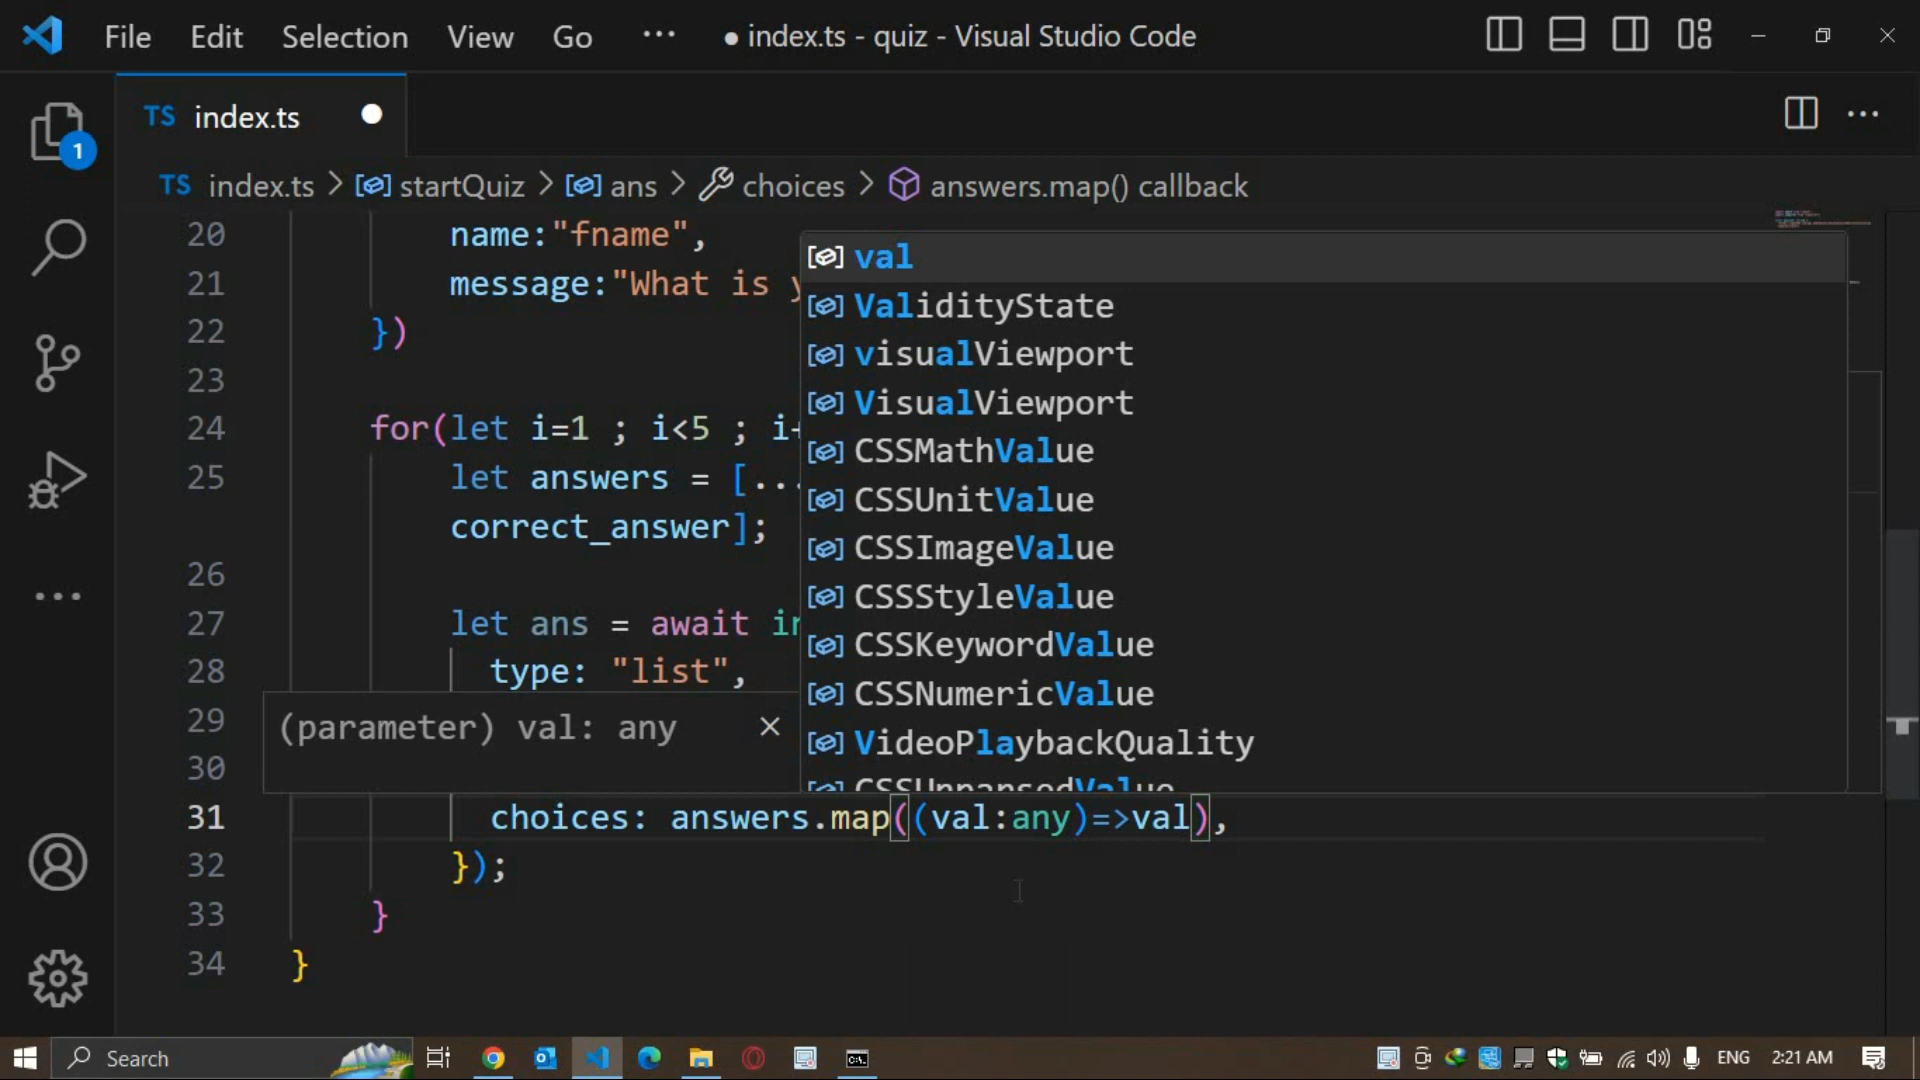 File Edit Selection View Go ··· ● index.ts - quiz - Visual Studio Code
TS index.ts ●
1
TS index.ts > startQuiz > ans > choices > answers.map() callback
20 name:"fname",
21 message:"What is y
22 })
23
24 for(let i=1 ; i<5 ; i+
25 let answers = [...
correct_answer];
26
27 let ans = await in
28 type: "list",
29
30
(parameter) val: any ×
val
ValidityState
visualViewport
VisualViewport
CSSMathValue
CSSUnitValue
CSSImageValue
CSSStyleValue
CSSKeywordValue
CSSNumericValue
VideoPlaybackQuality
CSSUnparsedValue
31 choices: answers.map((val:any)=>val),
32 });
33 }
34 }
Search
ENG 2:21 AM